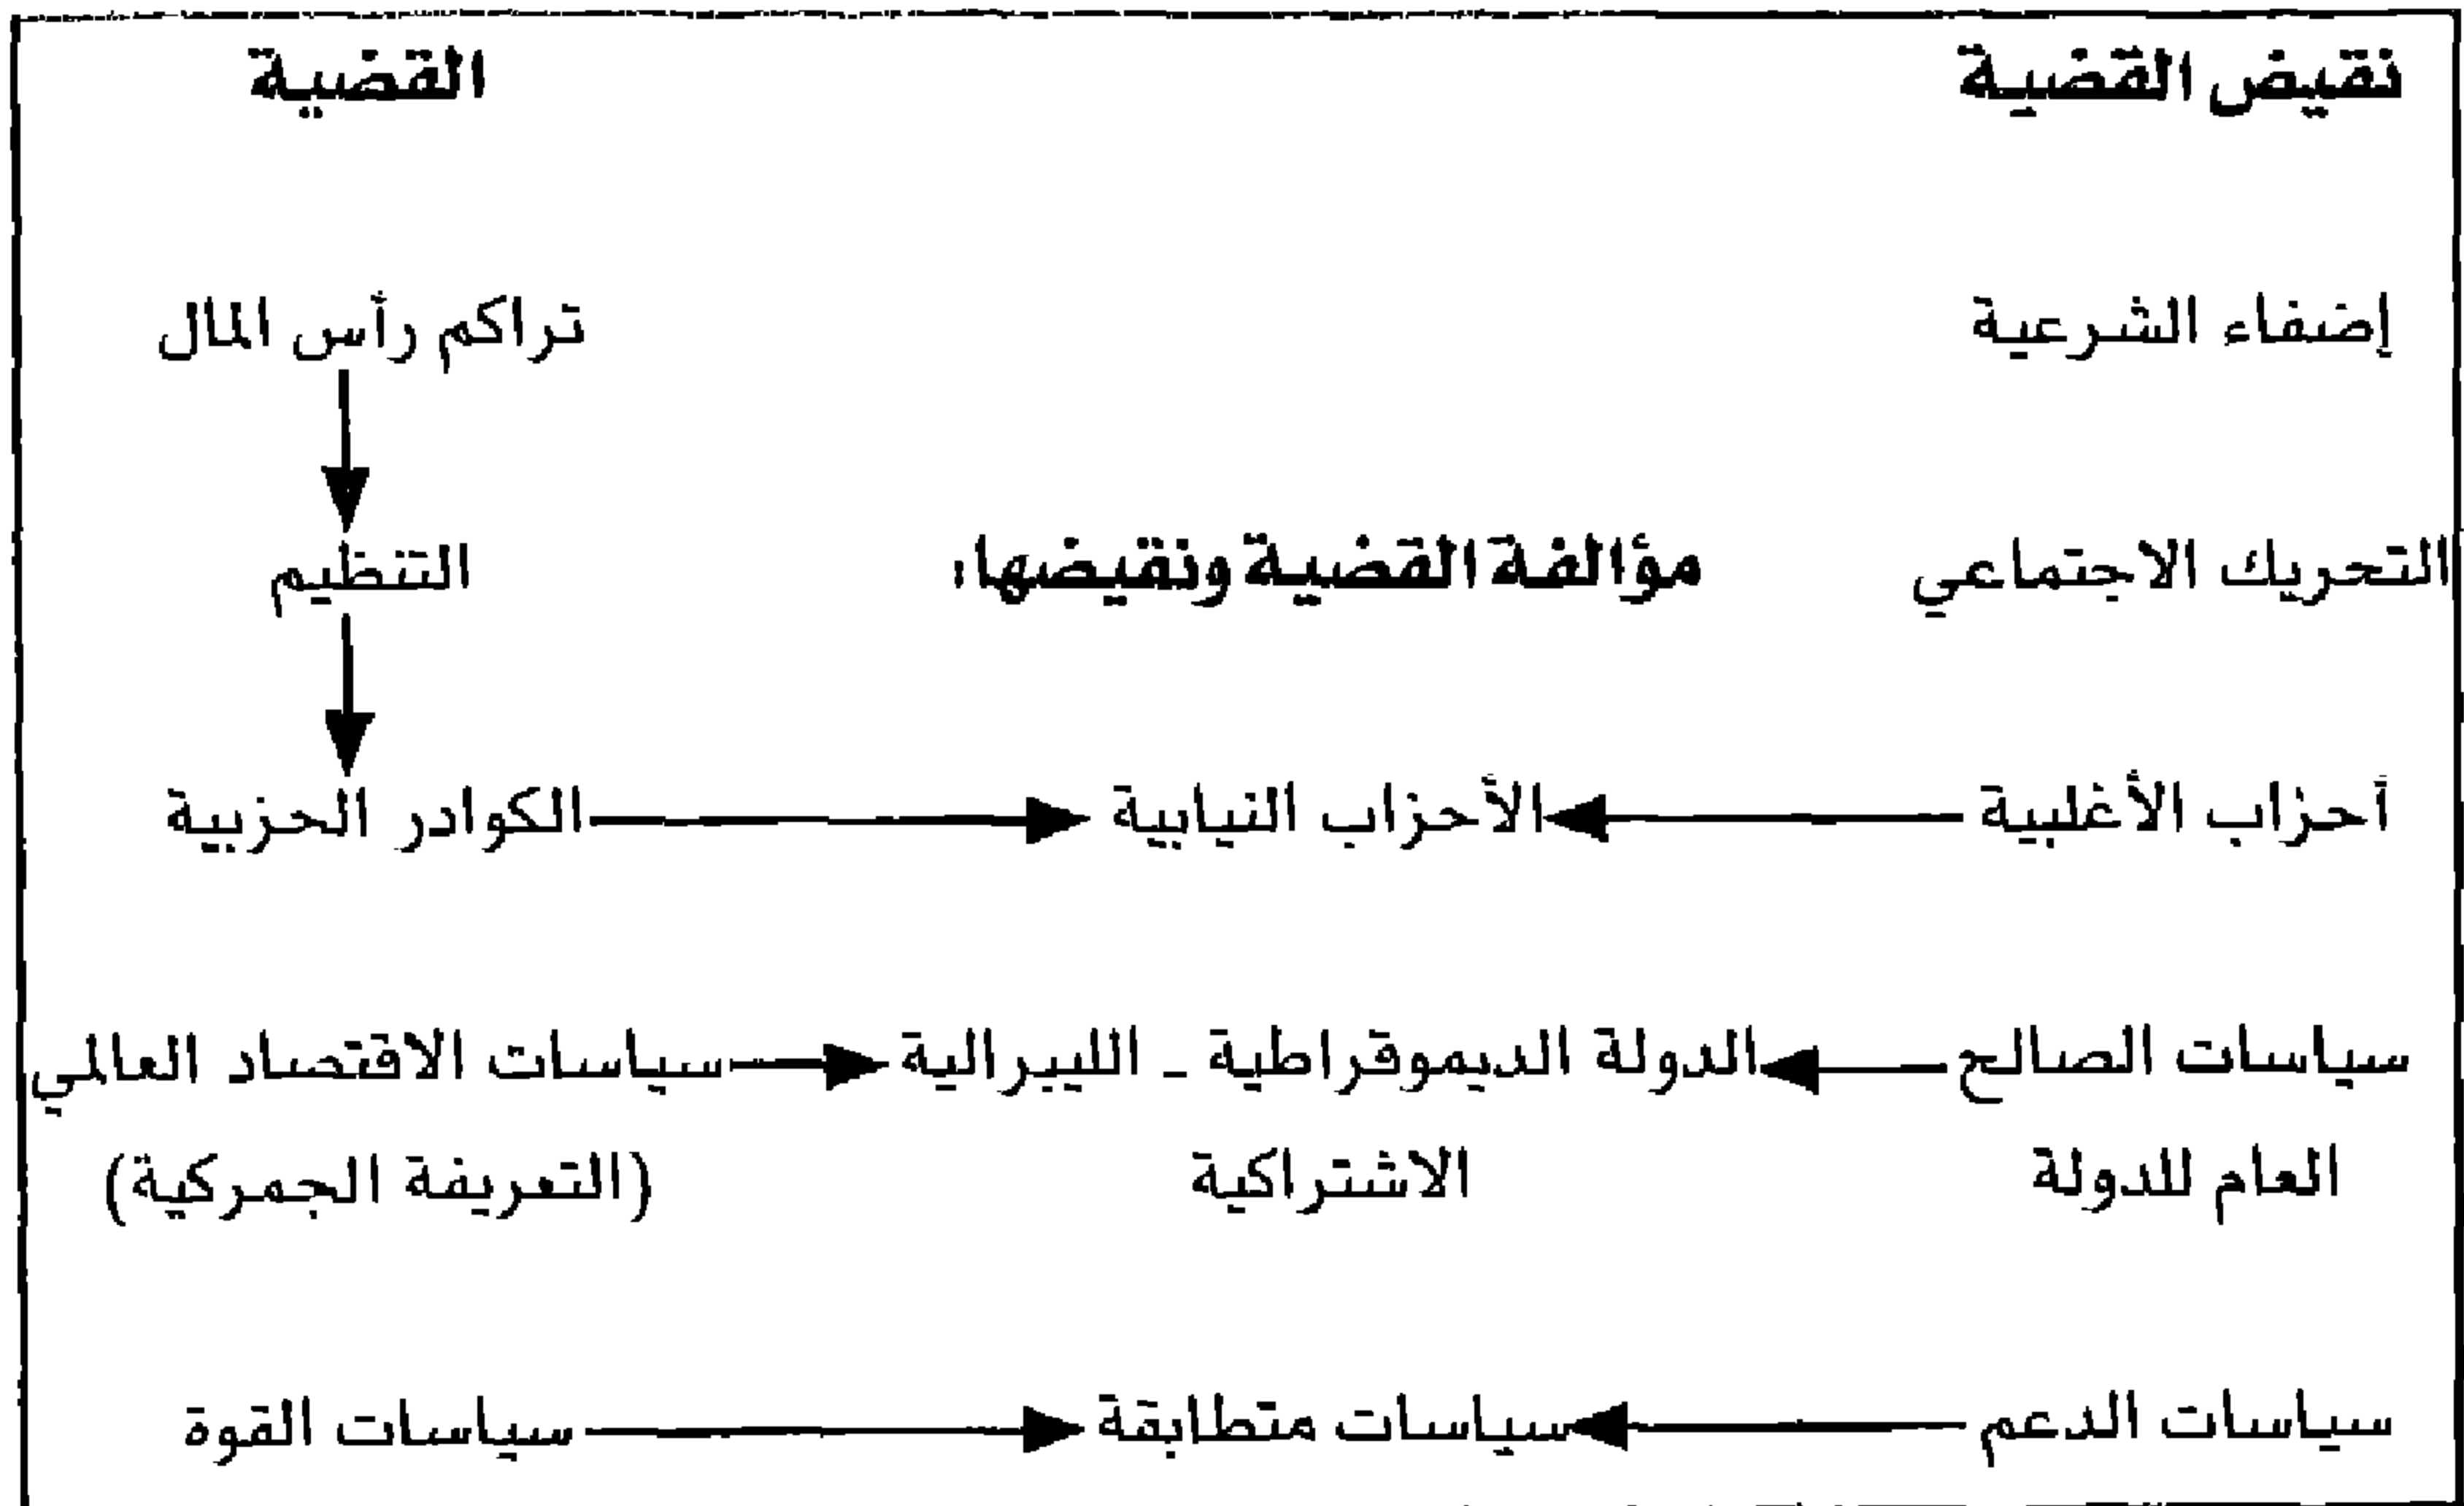 نقيض القضية
القضية
إضفاء الشرعية
تراكم رأس المال
التحريك الاجتماعي
مؤالفة القضية ونقيضها:
التنظيم
أحزاب الأغلبية
الأحزاب النيابية
الكوادر الحزبية
سياسات الصالح
الدولة الديموقراطية - الليبرالية
سياسات الاقتصاد العالمي
العام للدولة
الاشتراكية
(التعريفة الجمركية)
سياسات الدعم
سياسات متطابقة
سياسات القوة